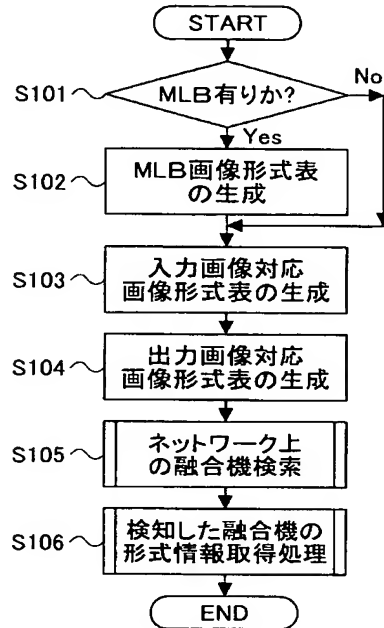 START
S101
MLB有りか?
No
Yes
S102
MLB画像形式表
の生成
S103
入力画像対応
画像形式表の生成
S104
出力画像対応
画像形式表の生成
S105
ネットワーク上
の融合機検索
S106
検知した融合機の
形式情報取得処理
END